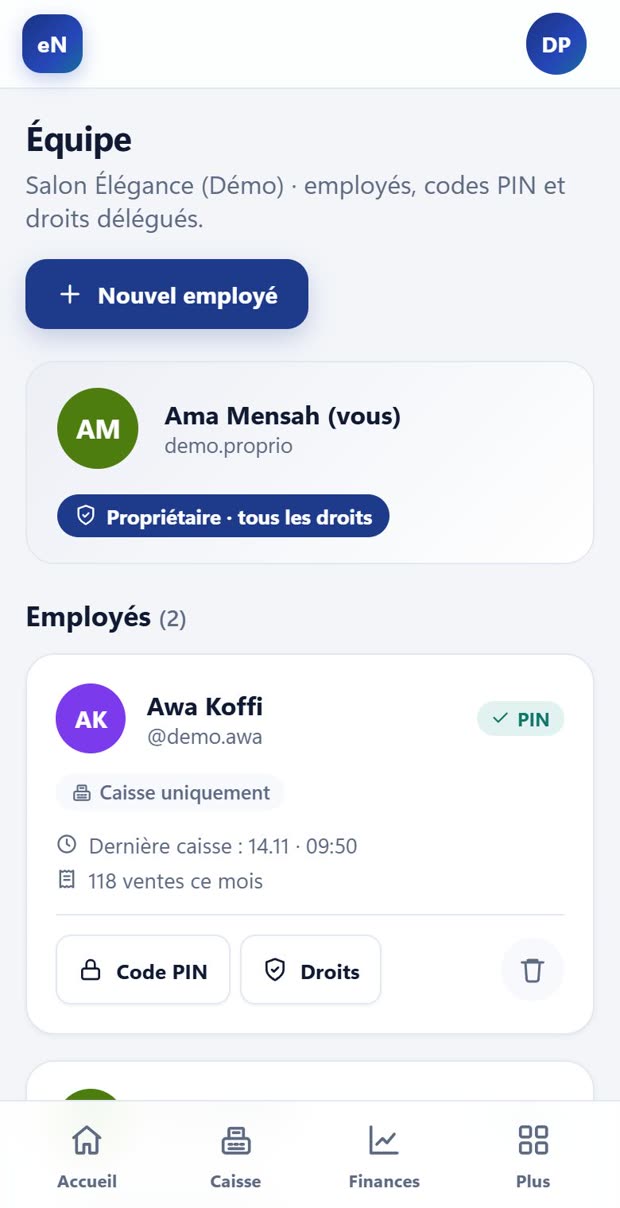 eN
DP
Équipe
Salon Élégance (Démo) · employés, codes PIN et
droits délégués.
+ Nouvel employé
AM
Ama Mensah (vous)
demo.proprio
Propriétaire · tous les droits
Employés (2)
AK
Awa Koffi
@demo.awa
PIN
Caisse uniquement
Dernière caisse : 14.11 · 09:50
118 ventes ce mois
Code PIN
Droits
Accueil
Caisse
Finances
Plus